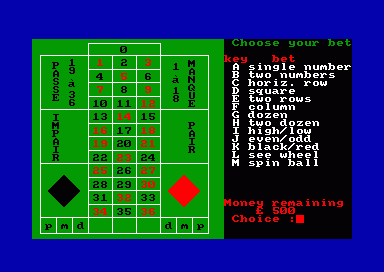 0
1 2 3
4 5 6
7 8 9
10 11 12
13 14 15
16 17 18
19 20 21
22 23 24
25 26 27
28 29 30
31 32 33
34 35 36
PASSE
19 à 36
MANQUE
1 à 18
IMPAIR
PAIR
p m d
d m p
Choose your bet
key bet
A single number
B two numbers
C horiz. row
D square
E two rows
F column
G dozen
H two dozen
I high/low
J even/odd
K black/red
L see wheel
M spin ball
Money remaining
£ 500
Choice :